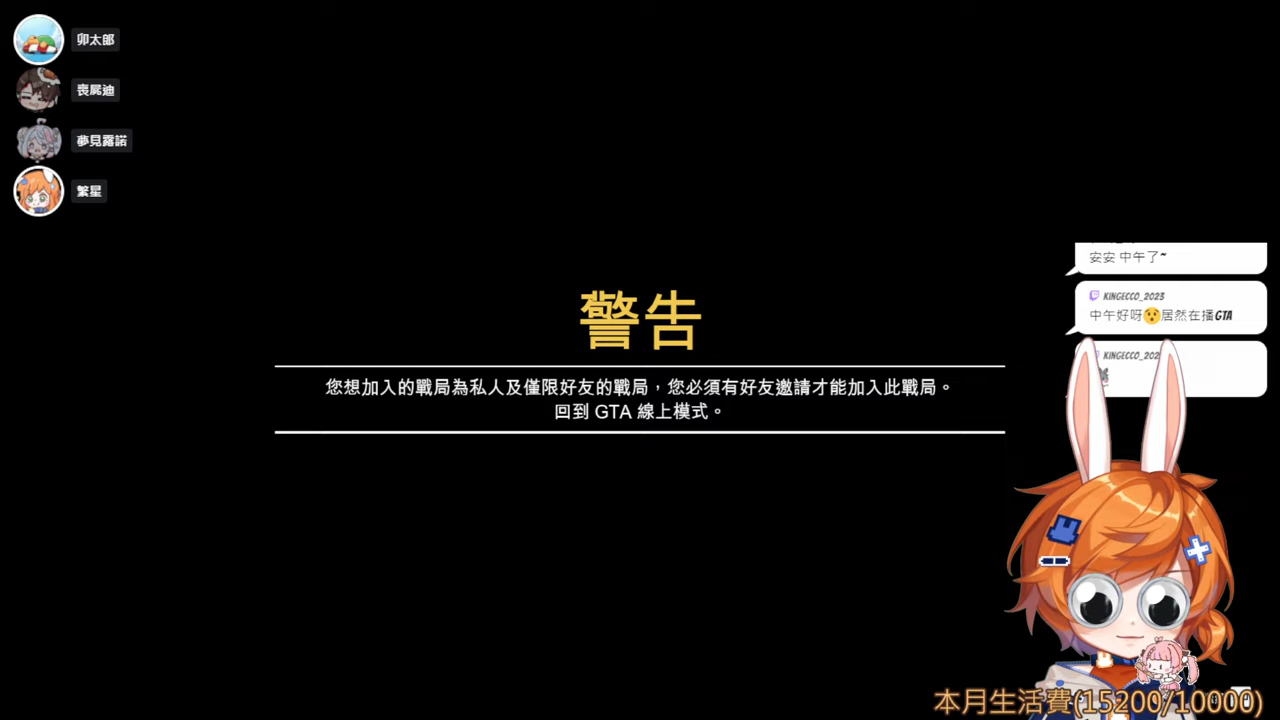 卯太郎
喪屍迪
夢見露諾
繁星
安安 中午了~
KINGECCO_2023
中午好呀😲居然在播GTA
KINGECCO_202
警告
您想加入的戰局為私人及僅限好友的戰局，您必須有好友邀請才能加入此戰局。
回到 GTA 線上模式。
本月生活費(15200/10000)